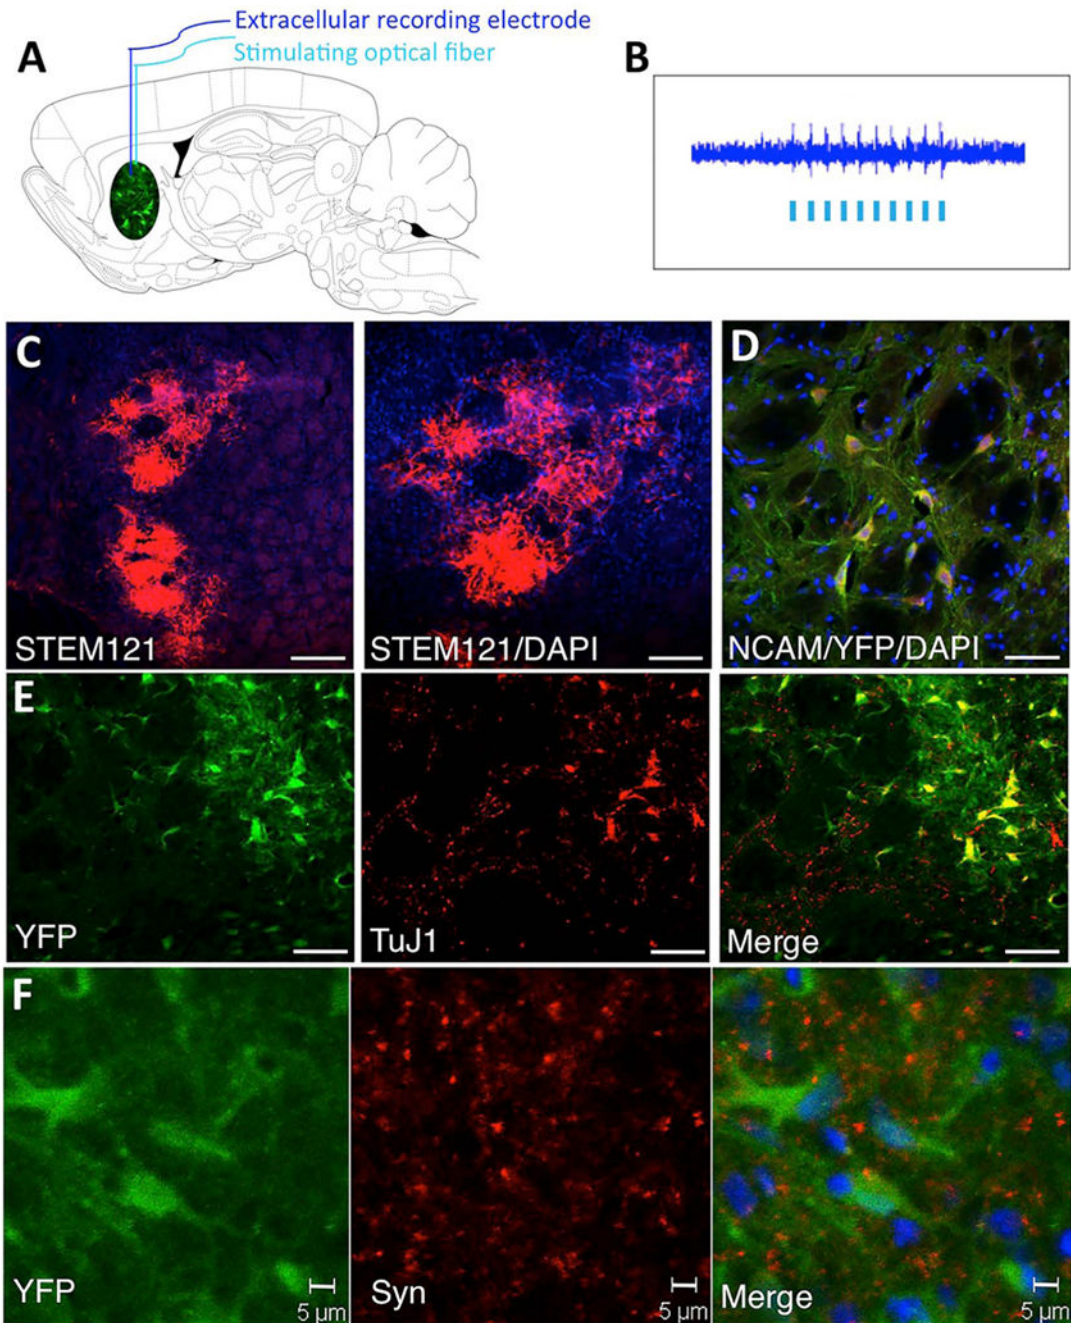 Extracellular recording electrode
A
Stimulating optical fiber
B
C
STEM121
STEM121/DAPI
D
NCAM/YFP/DAPI
E
YFP
TuJ1
Merge
F
YFP
5 µm
Syn
5 µm
Merge
5 µm